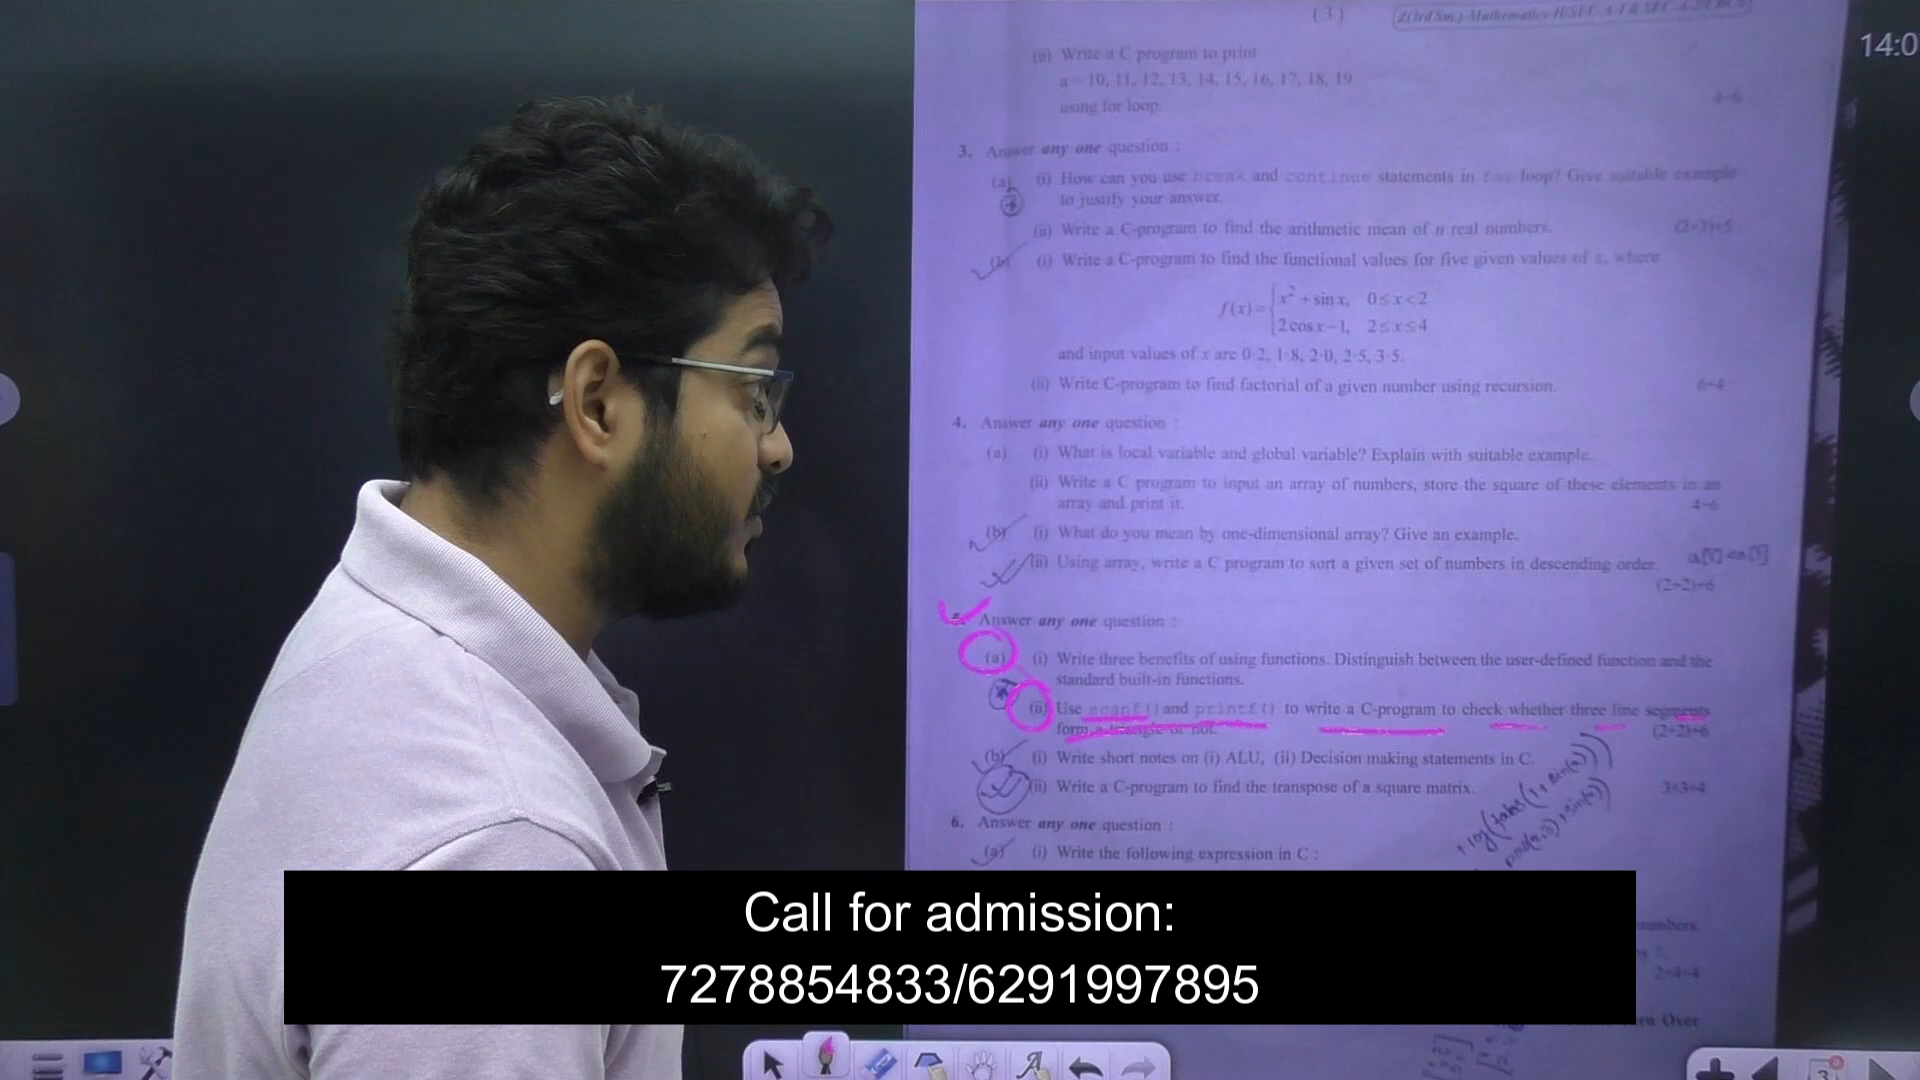 (3)
14:0
(ii) Write a C program to print
a = 10, 11, 12, 13, 14, 15, 16, 17, 18, 19
using for loop.
4+6
3. Answer any one question :
(a) (i) How can you use break and continue statements in for loop? Give suitable example
to justify your answer.
(ii) Write a C-program to find the arithmetic mean of n real numbers. (2+3)+5
(b) (i) Write a C-program to find the functional values for five given values of x, where
f(x) = { x² + sin x, 0 ≤ x < 2
2 cos x − 1, 2 ≤ x ≤ 4
and input values of x are 0·2, 1·8, 2·0, 2·5, 3·5.
(ii) Write C-program to find factorial of a given number using recursion. 6+4
4. Answer any one question :
(a) (i) What is local variable and global variable? Explain with suitable example.
(ii) Write a C program to input an array of numbers, store the square of these elements in an
array and print it. 4+6
(b) (i) What do you mean by one-dimensional array? Give an example.
(ii) Using array, write a C program to sort a given set of numbers in descending order.
(2+2)+6
Answer any one question :
(a) (i) Write three benefits of using functions. Distinguish between the user-defined function and the
standard built-in functions.
(ii) Use scanf() and printf() to write a C-program to check whether three line segments
form a triangle or not. (2+2)+6
(b) (i) Write short notes on (i) ALU, (ii) Decision making statements in C.
(ii) Write a C-program to find the transpose of a square matrix. 3+3+4
6. Answer any one question :
(a) (i) Write the following expression in C :
numbers.
2+4+4
Over
Call for admission:
7278854833/6291997895
3